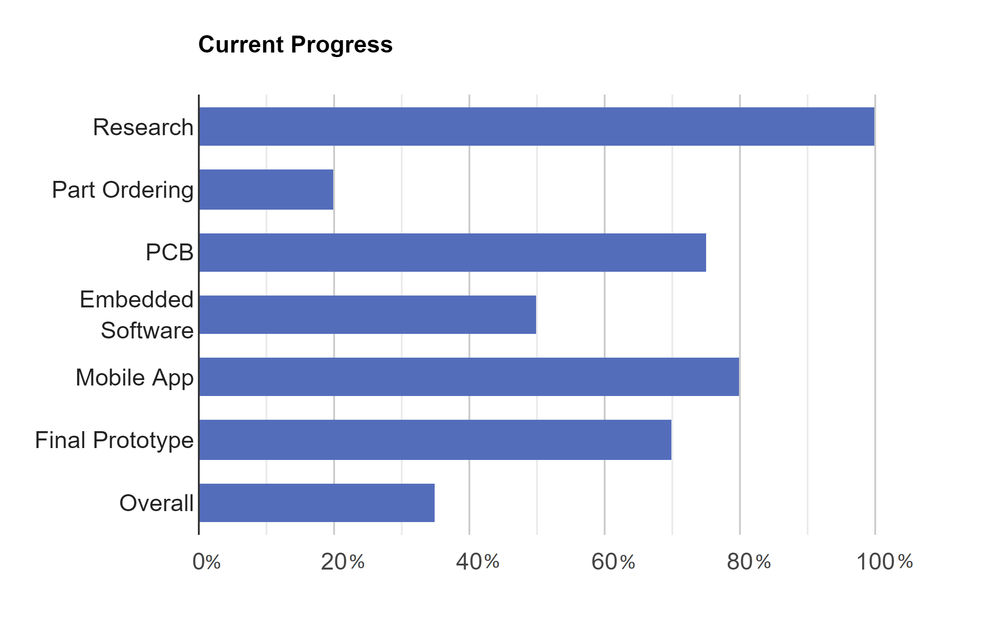 Current Progress
Research
Part Ordering
PCB
Embedded
Software
Mobile App
Final Prototype
Overall
0% 20% 40% 60% 80% 100%